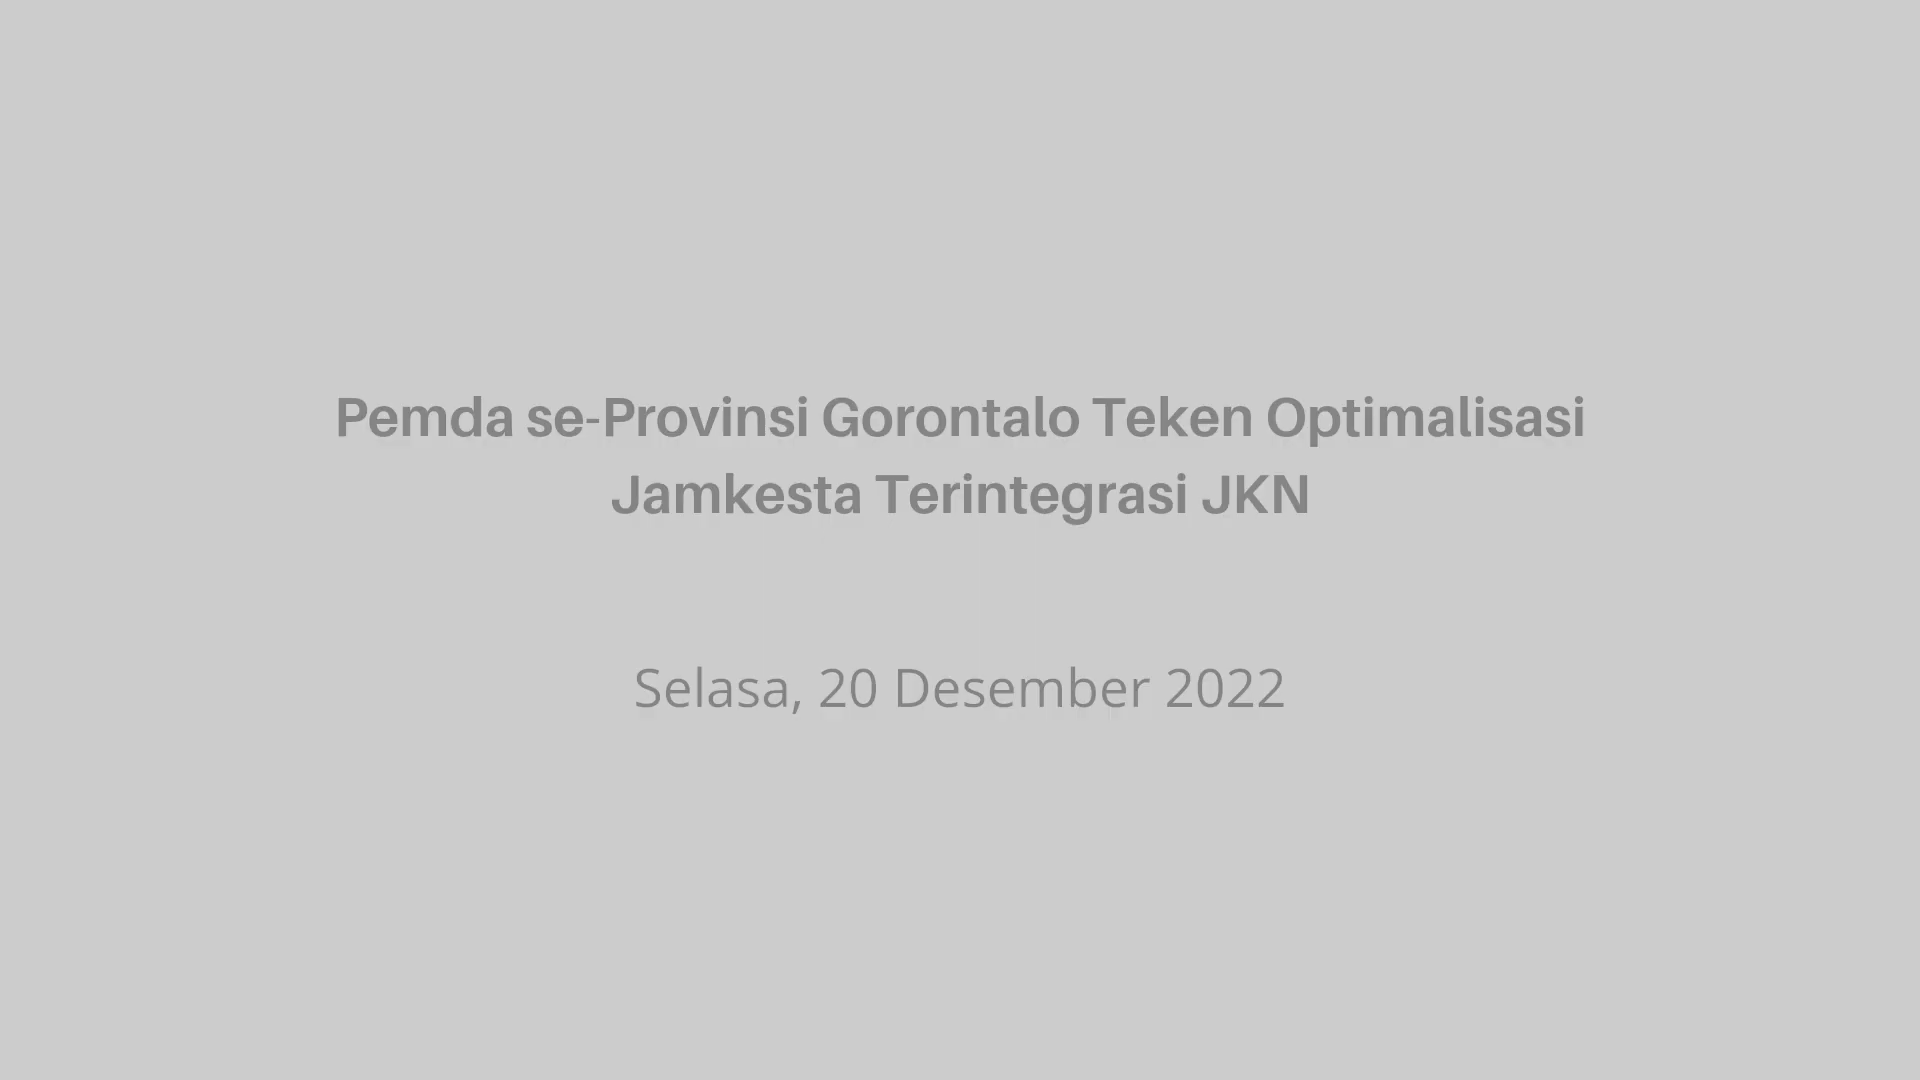 Pemda se-Provinsi Gorontalo Teken Optimalisasi
Jamkesta Terintegrasi JKN
Selasa, 20 Desember 2022